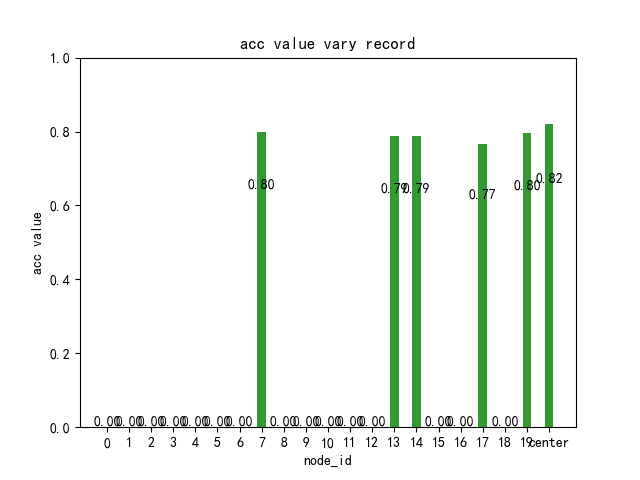 acc value vary record
1.0
0.8
0.6
0.4
0.2
0.0
acc value
0.00 0.00 0.00 0.00 0.00 0.00 0.00 0.80 0.00 0.00 0.00 0.00 0.00 0.79 0.79 0.00 0.00 0.77 0.00 0.80 0.82
0 1 2 3 4 5 6 7 8 9 10 11 12 13 14 15 16 17 18 19 center
node_id